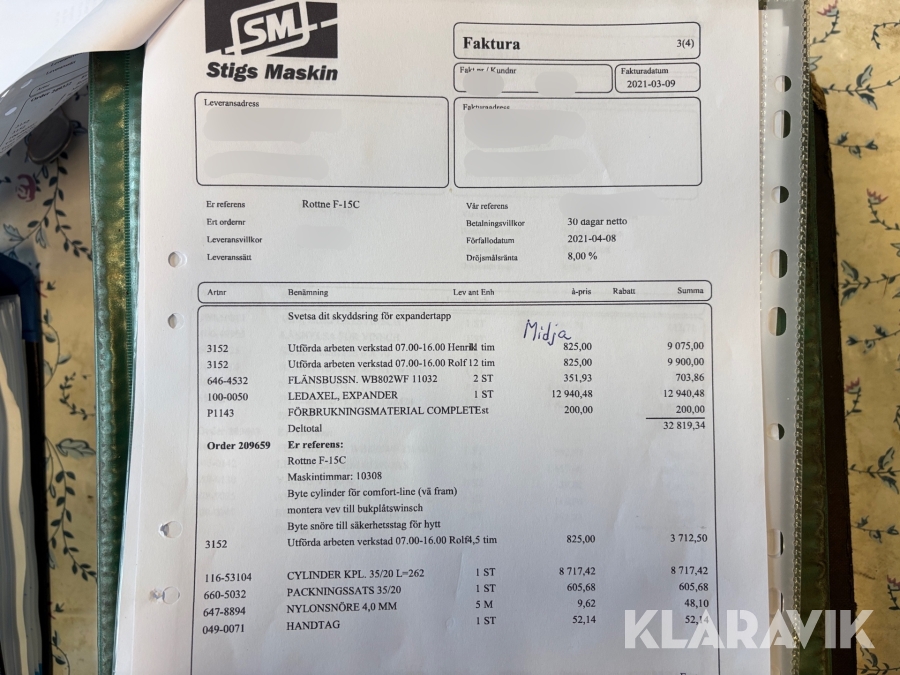 SM
Stigs Maskin
Faktura 3(4)
Fakturadatum
2021-03-09
Leveransadress
Fakturaadress
Er referens Rottne F-15C Vår referens
Ert ordernr Betalningsvillkor 30 dagar netto
Leveransvillkor Förfallodatum 2021-04-08
Leveranssätt Dröjsmålsränta 8,00 %
Artnr Benämning Lev ant Enh à-pris Rabatt Summa
Svetsa dit skyddsring för expandertapp
Midja
3152 Utförda arbeten verkstad 07.00-16.00 tim 825,00 9 075,00
3152 Utförda arbeten verkstad 07.00-16.00 Rolf 12 tim 825,00 9 900,00
646-4532 FLÄNSBUSSN. WB802WF 11032 2 ST 351,93 703,86
100-0050 LEDAXEL, EXPANDER 1 ST 12 940,48 12 940,48
P1143 FÖRBRUKNINGSMATERIAL COMPLETE st 200,00 200,00
Deltotal 32 819,34
Order 209659 Er referens:
Rottne F-15C
Maskintimmar: 10308
Byte cylinder för comfort-line (vä fram)
montera vev till bukplåtswinsch
Byte snöre till säkerhetsstag för hytt
3152 Utförda arbeten verkstad 07.00-16.00 Rolf 4,5 tim 825,00 3 712,50
116-53104 CYLINDER KPL. 35/20 L=262 1 ST 8 717,42 8 717,42
660-5032 PACKNINGSSATS 35/20 1 ST 605,68 605,68
647-8894 NYLONSNÖRE 4,0 MM 5 M 9,62 48,10
049-0071 HANDTAG 1 ST 52,14 52,14
KLARAVIK